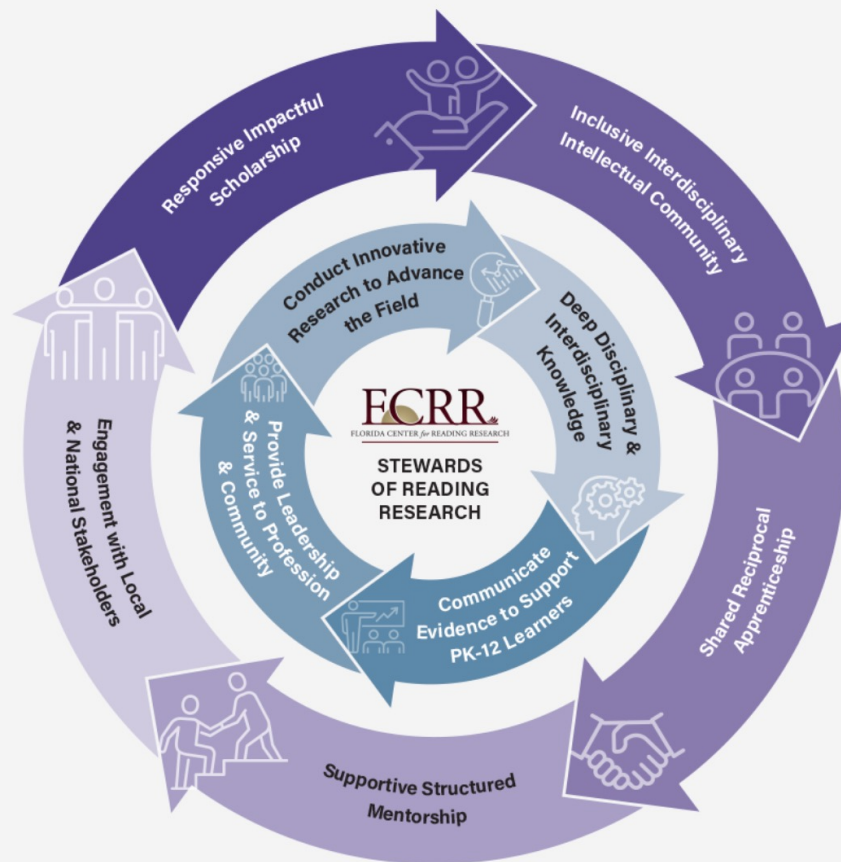 Responsive Impactful
Scholarship
Inclusive Interdisciplinary
Intellectual Community
Shared Reciprocal
Apprenticeship
Supportive Structured
Mentorship
Engagement with Local
& National Stakeholders
Conduct Innovative
Research to Advance
the Field
Deep Disciplinary &
Interdisciplinary
Knowledge
Communicate
Evidence to Support
PK-12 Learners
Provide Leadership
& Service to Profession
& Community
FCRR
FLORIDA CENTER for READING RESEARCH
STEWARDS
OF READING
RESEARCH